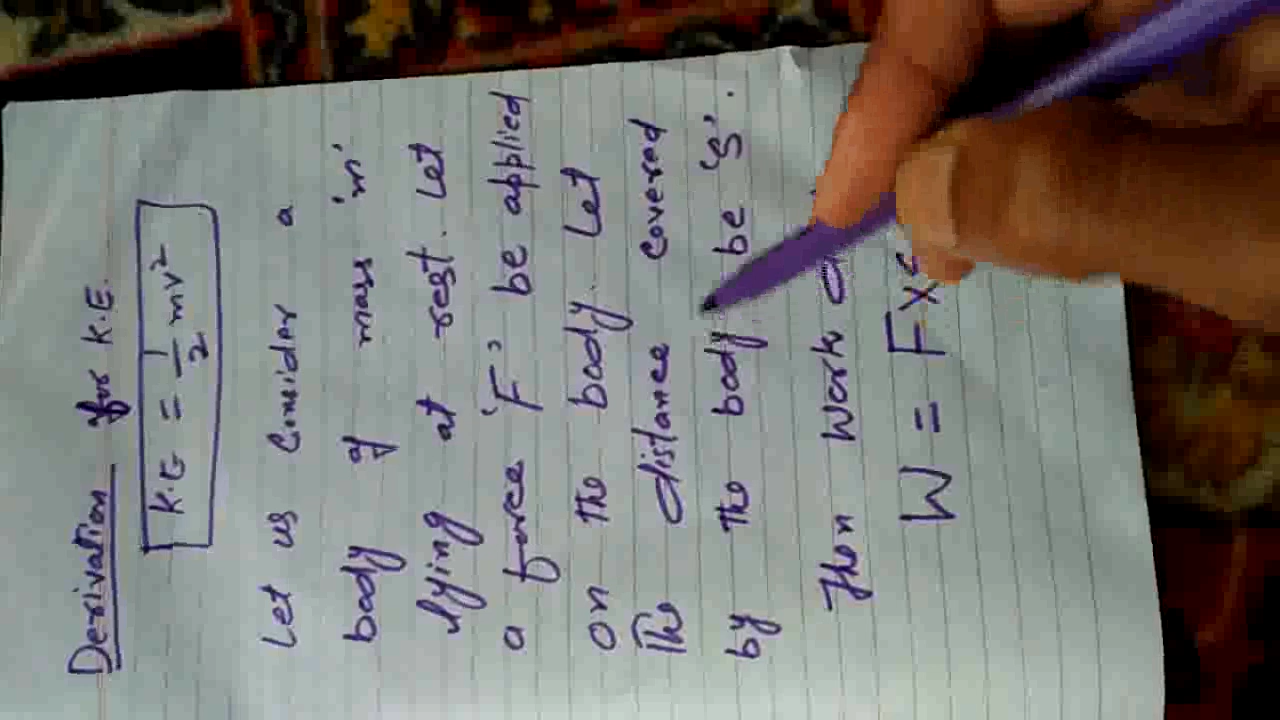 Derivation for K.E.
K.E = 1/2 mv²
Let us Consider a
body of mass 'm'
lying at rest. Let
a force 'F' be applied
on the body. Let
The distance covered
by the body be 'S'.
Then Work
W = F x